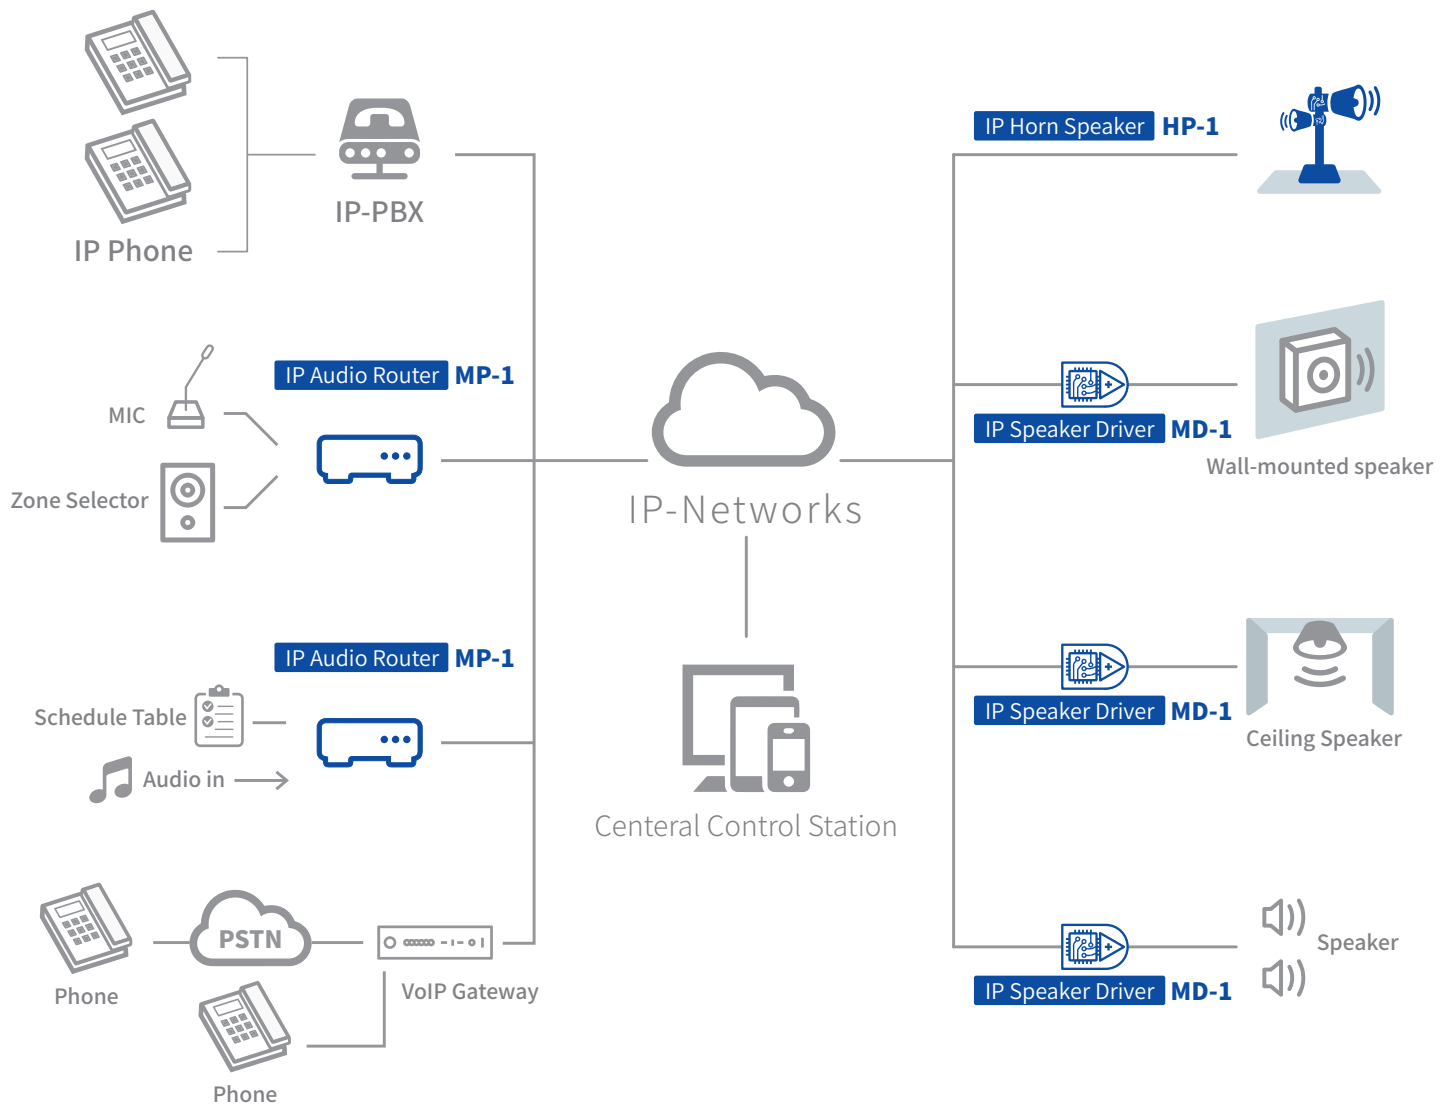 IP Phone
IP-PBX
IP Audio Router MP-1
MIC
Zone Selector
IP Audio Router MP-1
Schedule Table
Audio in
Phone
PSTN
VoIP Gateway
Phone
IP-Networks
Centeral Control Station
IP Horn Speaker HP-1
IP Speaker Driver MD-1
Wall-mounted speaker
IP Speaker Driver MD-1
Ceiling Speaker
Speaker
IP Speaker Driver MD-1